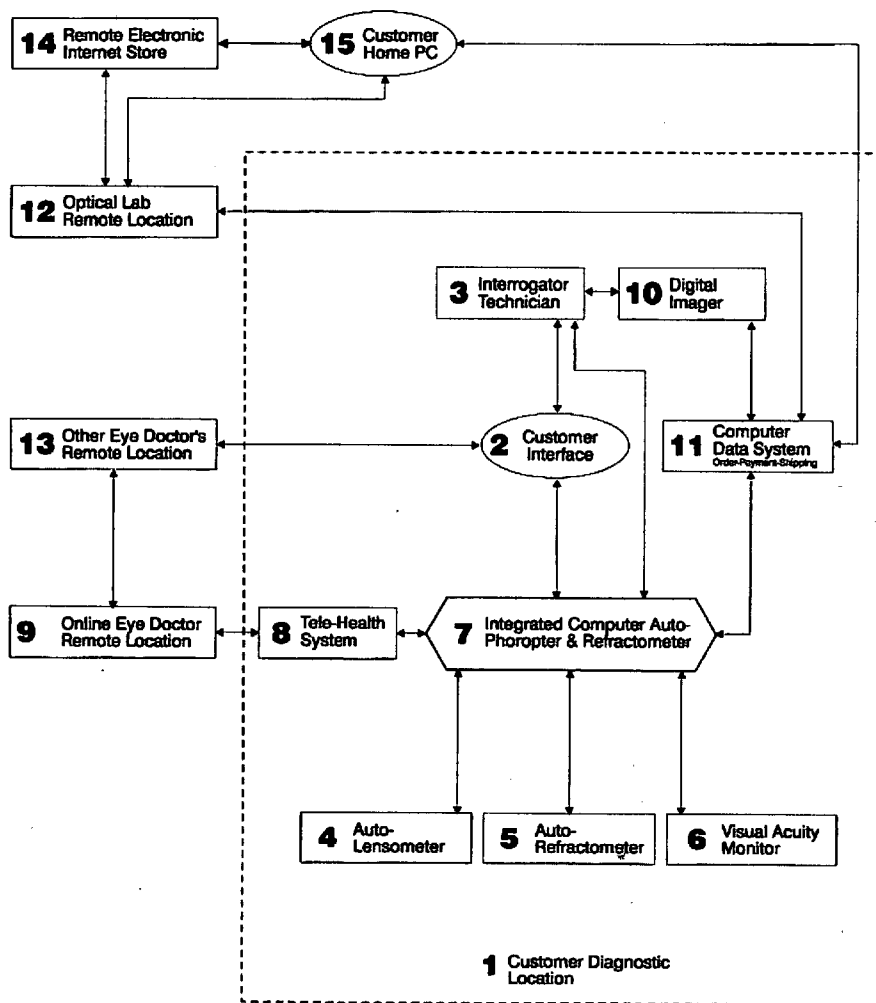 14 Remote Electronic
Internet Store
15 Customer
Home PC
12 Optical Lab
Remote Location
3 Interrogator
Technician
10 Digital
Imager
13 Other Eye Doctor's
Remote Location
2 Customer
Interface
11 Computer
Data System
Order-Payment-Shipping
9 Online Eye Doctor
Remote Location
8 Tele-Health
System
7 Integrated Computer Auto-
Phoropter & Refractometer
4 Auto-
Lensometer
5 Auto-
Refractometer
6 Visual Acuity
Monitor
1 Customer Diagnostic
Location